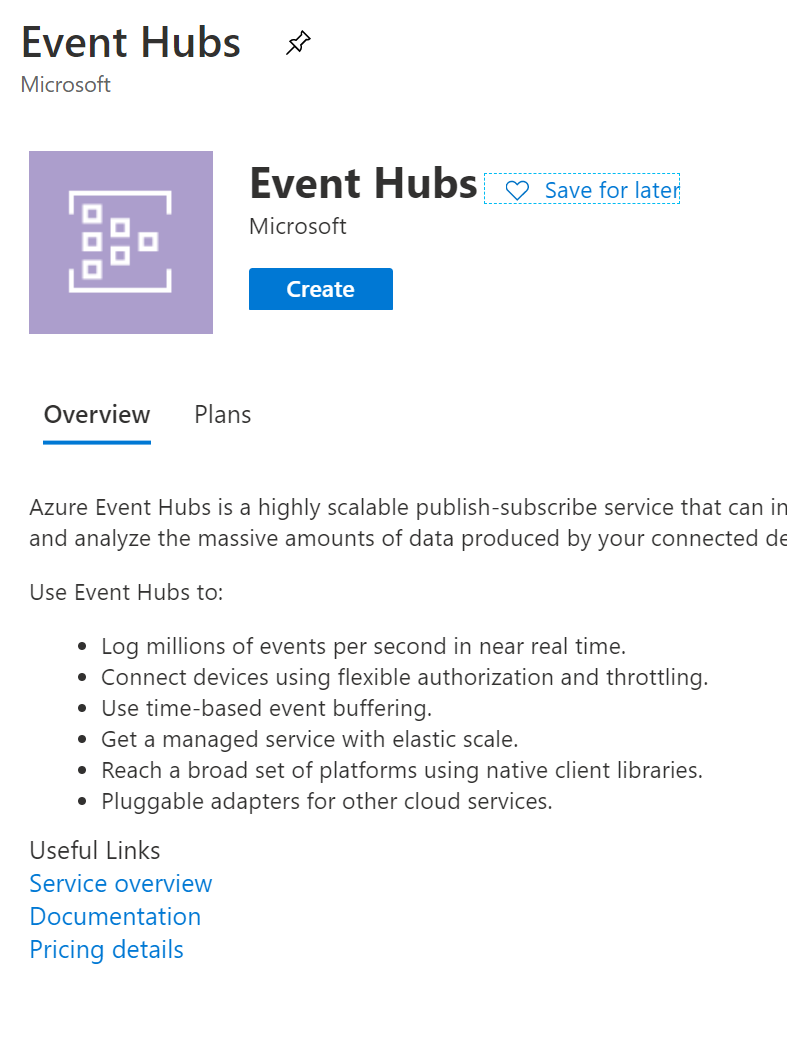 Event Hubs
Microsoft
Event Hubs
Save for later
Microsoft
Create
Overview Plans
Azure Event Hubs is a highly scalable publish-subscribe service that can in
and analyze the massive amounts of data produced by your connected de
Use Event Hubs to:
Log millions of events per second in near real time.
Connect devices using flexible authorization and throttling.
Use time-based event buffering.
Get a managed service with elastic scale.
Reach a broad set of platforms using native client libraries.
Pluggable adapters for other cloud services.
Useful Links
Service overview
Documentation
Pricing details